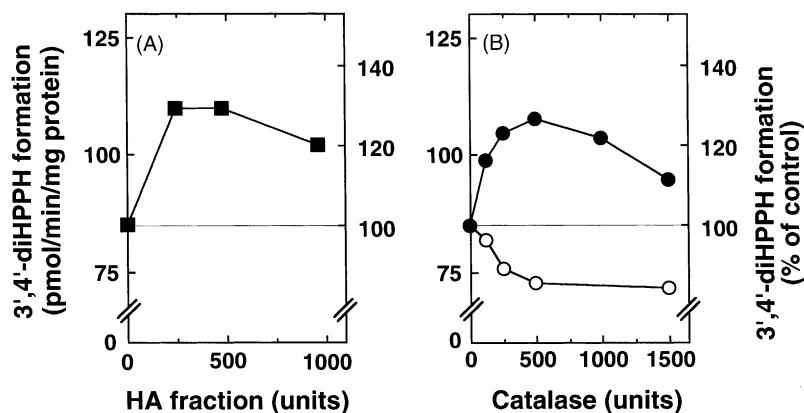 3',4'-diHPPH formation
(pmol/min/mg protein)
(A)
125
100
75
0
140
120
100
0
500
1000
HA fraction (units)
(B)
125
100
75
0
140
120
100
0
500
1000
1500
Catalase (units)
3',4'-diHPPH formation
(% of control)